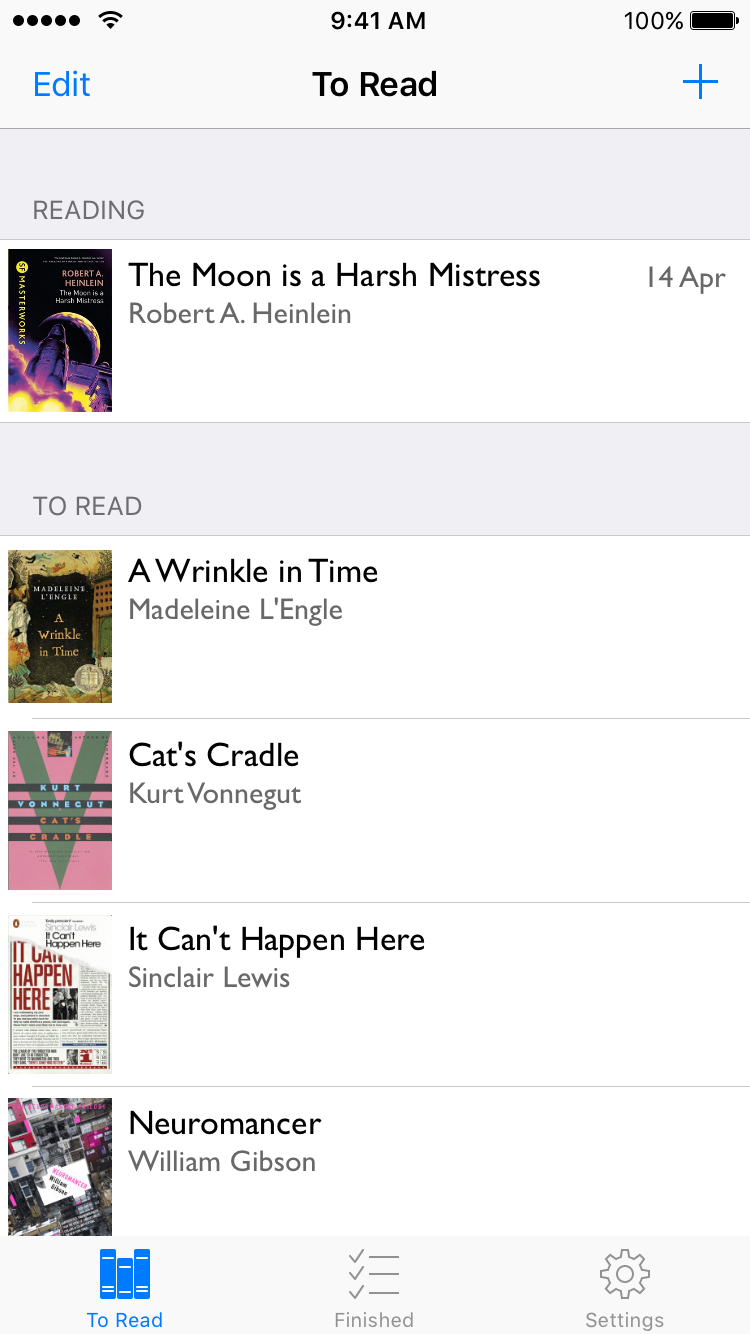 9:41 AM
100%
Edit
To Read
READING
SF MASTERWORKS
ROBERT A.
HEINLEIN
The Moon is a
Harsh Mistress
The Moon is a Harsh Mistress
14 Apr
Robert A. Heinlein
TO READ
MADELEINE
L'ENGLE
A
Wrinkle
in Time
A Wrinkle in Time
Madeleine L'Engle
KURT
VONNEGUT
CAT'S
CRADLE
Cat's Cradle
Kurt Vonnegut
Sinclair Lewis
It Can't
Happen Here
IT CAN'T
HAPPEN
HERE
It Can't Happen Here
Sinclair Lewis
NEUROMANCER
William
Gibson
Neuromancer
William Gibson
To Read
Finished
Settings